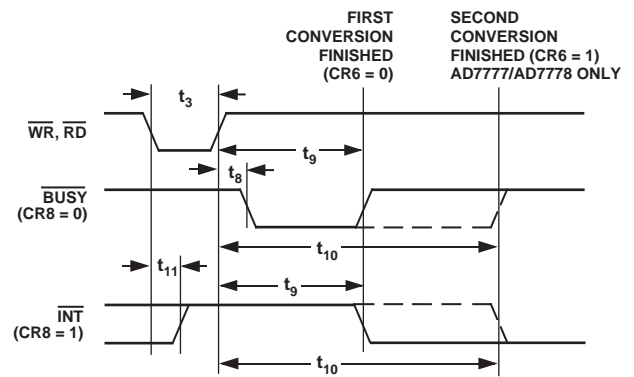 FIRST
CONVERSION
FINISHED
(CR6 = 0)
SECOND
CONVERSION
FINISHED (CR6 = 1)
AD7777/AD7778 ONLY
t3
WR, RD
t9
t8
BUSY
(CR8 = 0)
t10
t11
t9
INT
(CR8 = 1)
t10